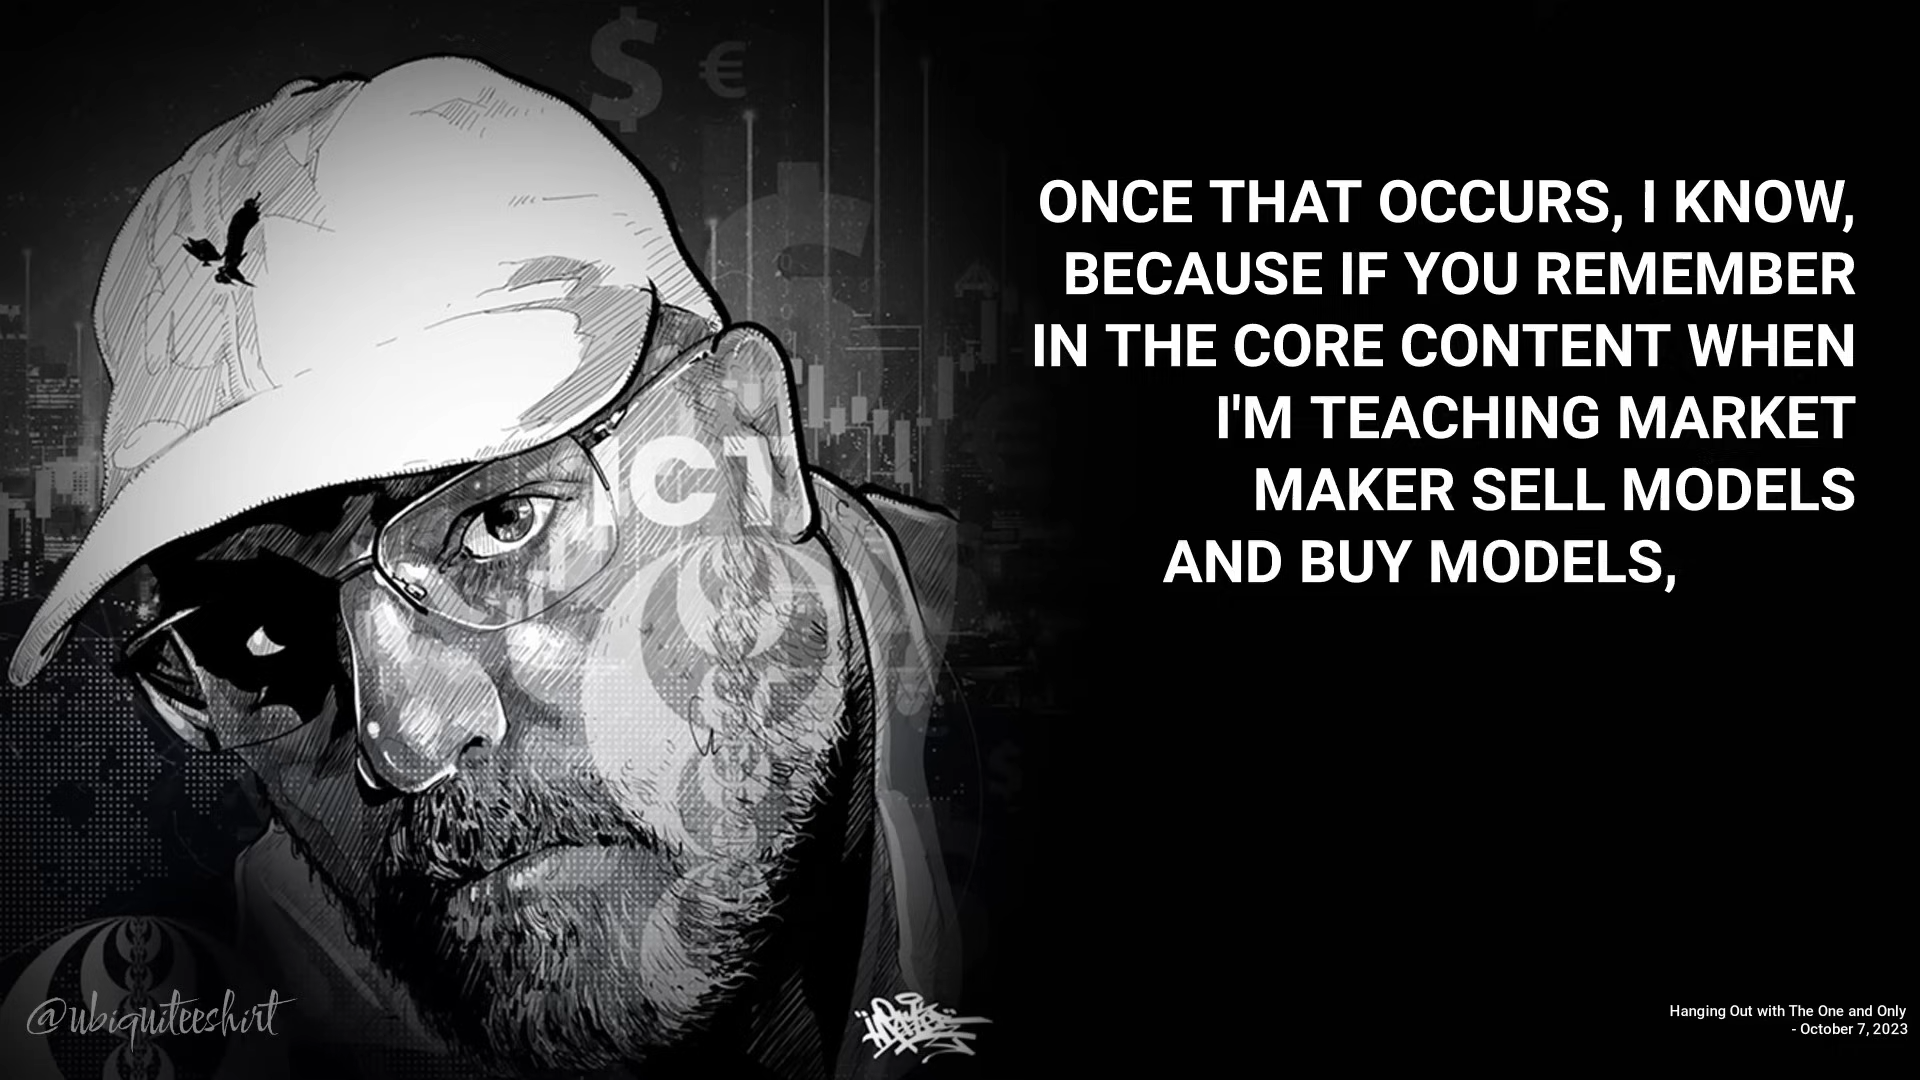 $ €
ONCE THAT OCCURS, I KNOW,
BECAUSE IF YOU REMEMBER
IN THE CORE CONTENT WHEN
I'M TEACHING MARKET
ICT
MAKER SELL MODELS
AND BUY MODELS,
@ubiquiteeshirt
Hanging Out with The One and Only
- October 7, 2023